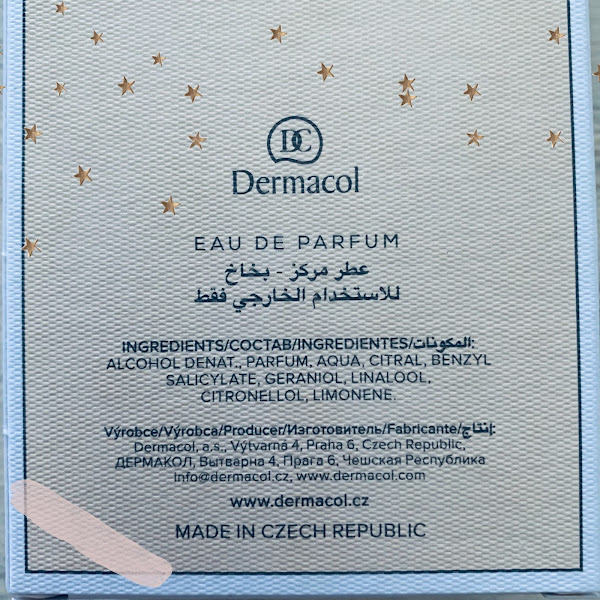 DC
Dermacol
EAU DE PARFUM
عطر مركز - بخاخ
للاستخدام الخارجي فقط
INGREDIENTS/СОСТАВ/INGREDIENTES/المكونات:
ALCOHOL DENAT., PARFUM, AQUA, CITRAL, BENZYL
SALICYLATE, GERANIOL, LINALOOL,
CITRONELLOL, LIMONENE.
Výrobce/Výrobca/Producer/Изготовитель/Fabricante/إنتاج:
Dermacol, a.s., Výtvarná 4, Praha 6, Czech Republic,
ДЕРМАКОЛ, Вытварна 4, Прага 6, Чешская Республика
info@dermacol.cz, www.dermacol.com
www.dermacol.cz
MADE IN CZECH REPUBLIC